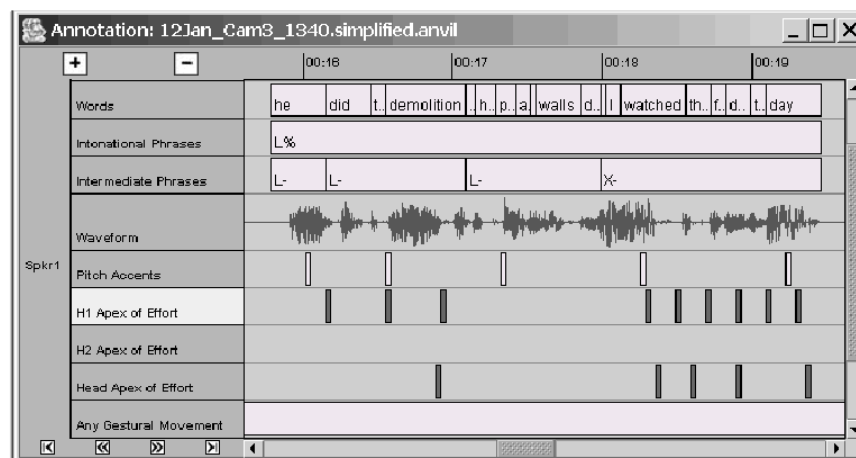 Annotation: 12Jan_Cam3_1340.simplified.anvil
+ - 00:16 00:17 00:18 00:19
Words he did t.. demolition .. h.. p.. a.. walls d.. I watched th.. f.. d.. t.. day
Intonational Phrases L%
Intermediate Phrases L- L- L- X-
Waveform
Spkr1
Pitch Accents
H1 Apex of Effort
H2 Apex of Effort
Head Apex of Effort
Any Gestural Movement